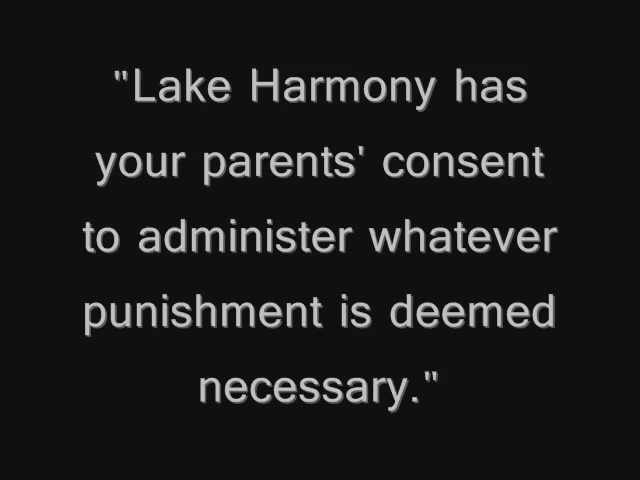 "Lake Harmony has
your parents' consent
to administer whatever
punishment is deemed
necessary."